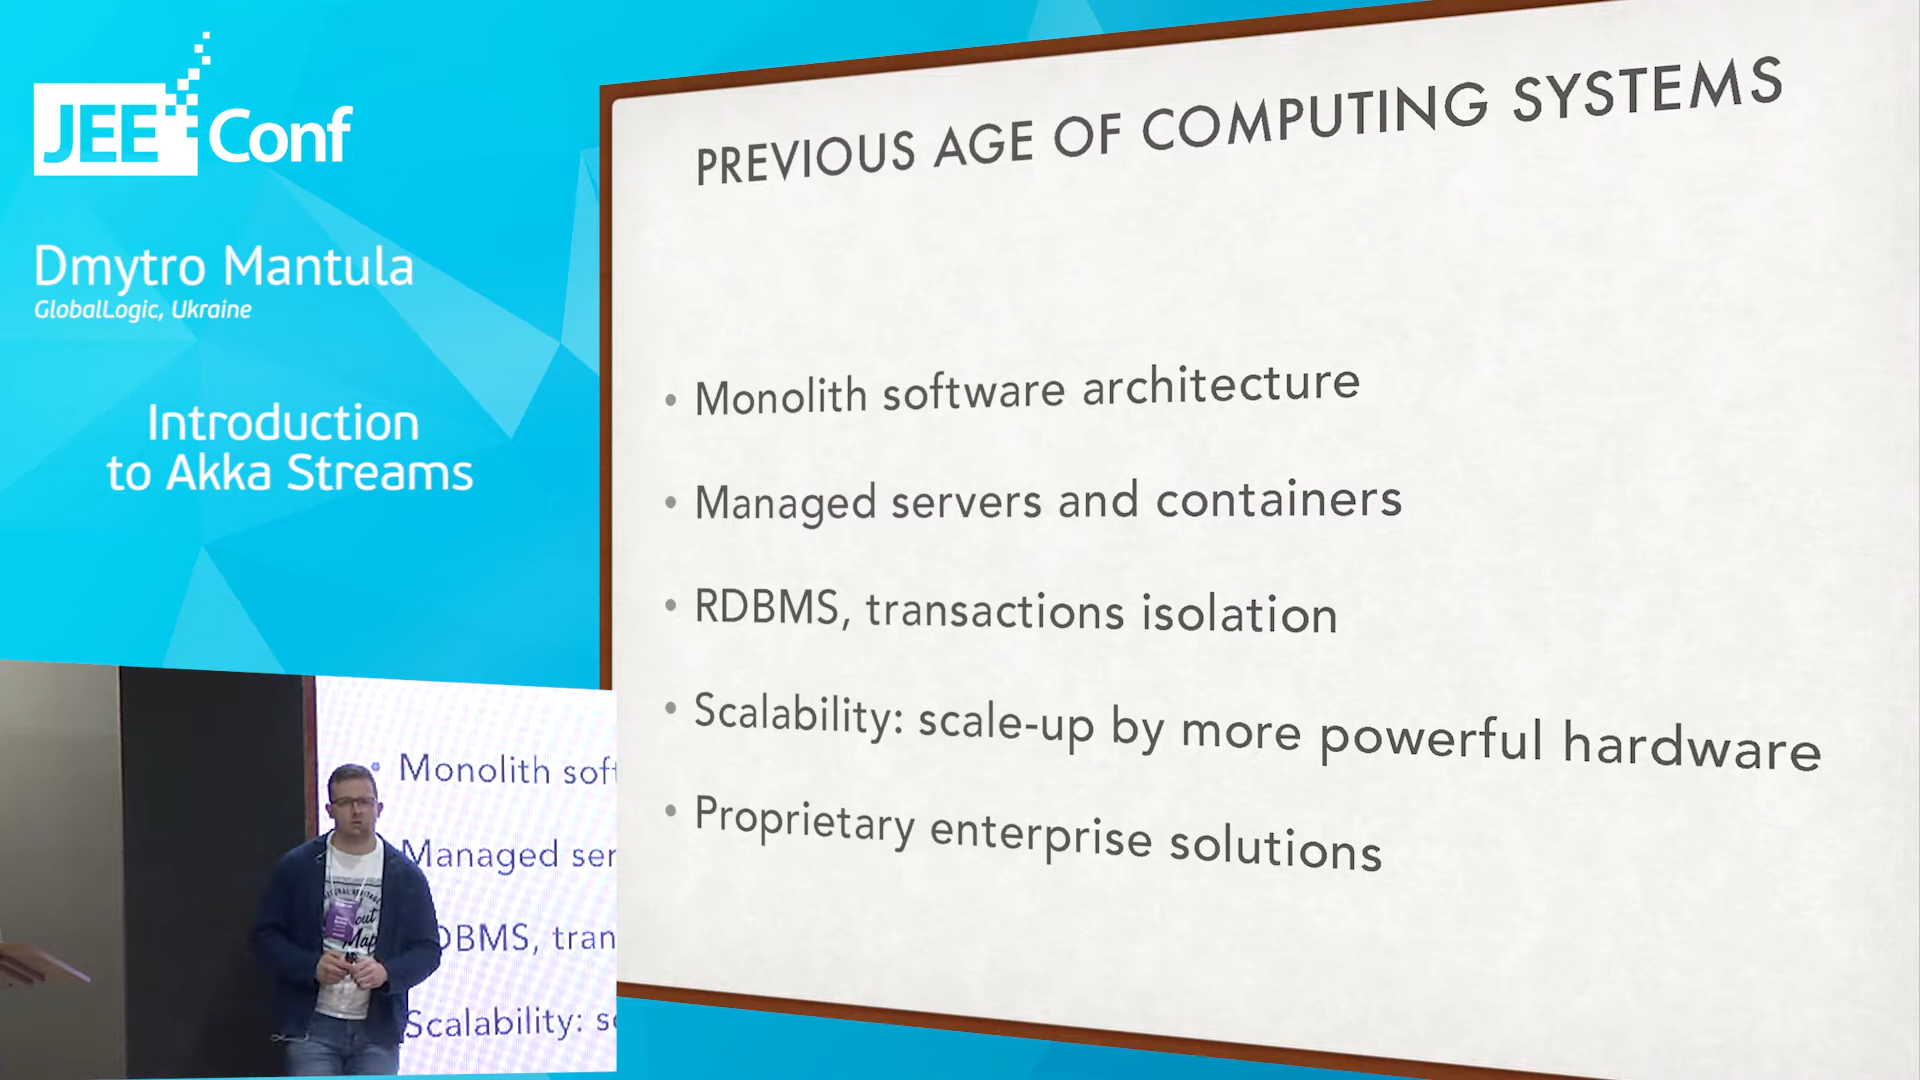 JEE Conf
Dmytro Mantula
GlobalLogic, Ukraine
Introduction
to Akka Streams
PREVIOUS AGE OF COMPUTING SYSTEMS
• Monolith software architecture
• Managed servers and containers
• RDBMS, transactions isolation
• Scalability: scale-up by more powerful hardware
• Proprietary enterprise solutions
• Monolith soft
Managed ser
DBMS, tran
Scalability: s
out
Map